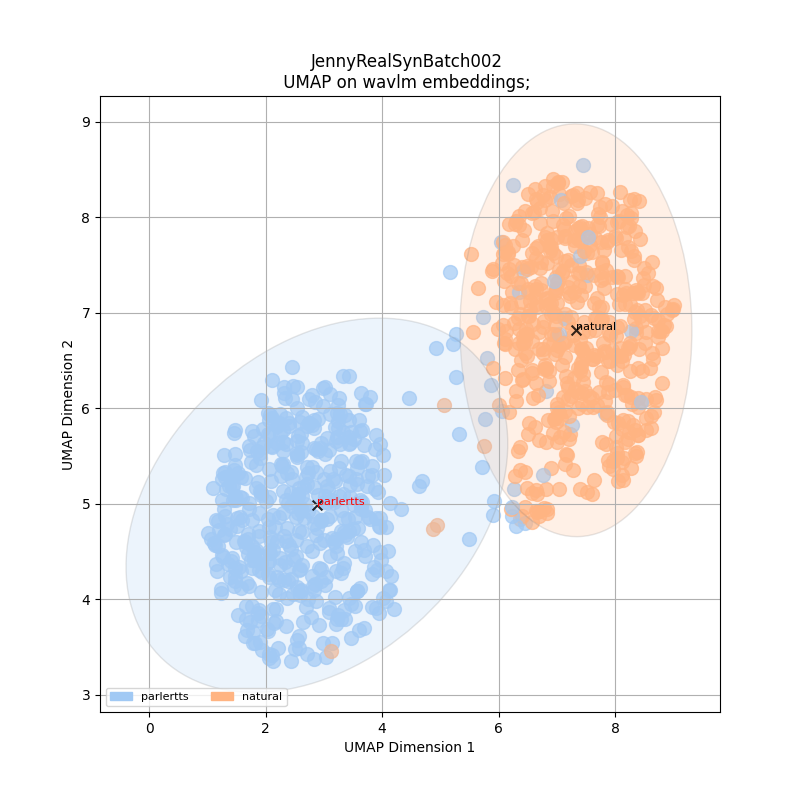 JennyRealSynBatch002
UMAP on wavlm embeddings;
9
8
7
6
5
4
3
UMAP Dimension 2
natural
parlertts
parlertts natural
0 2 4 6 8
UMAP Dimension 1